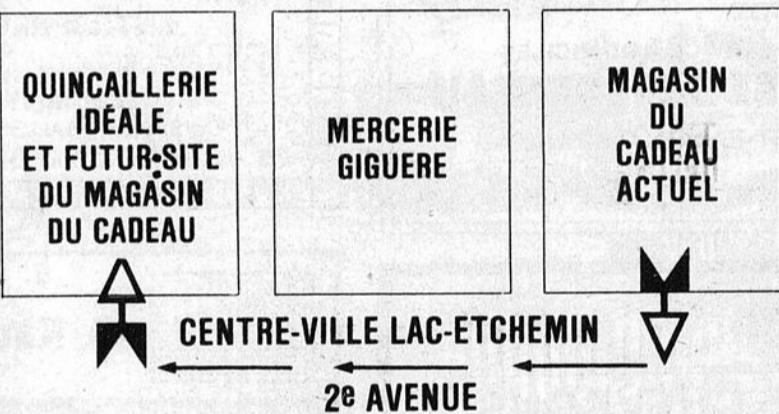 QUINCAILLERIE
IDÉALE
ET FUTUR SITE
DU MAGASIN
DU CADEAU
MERCERIE
GIGUERE
MAGASIN
DU
CADEAU
ACTUEL
CENTRE-VILLE LAC-ETCHEMIN
2e AVENUE